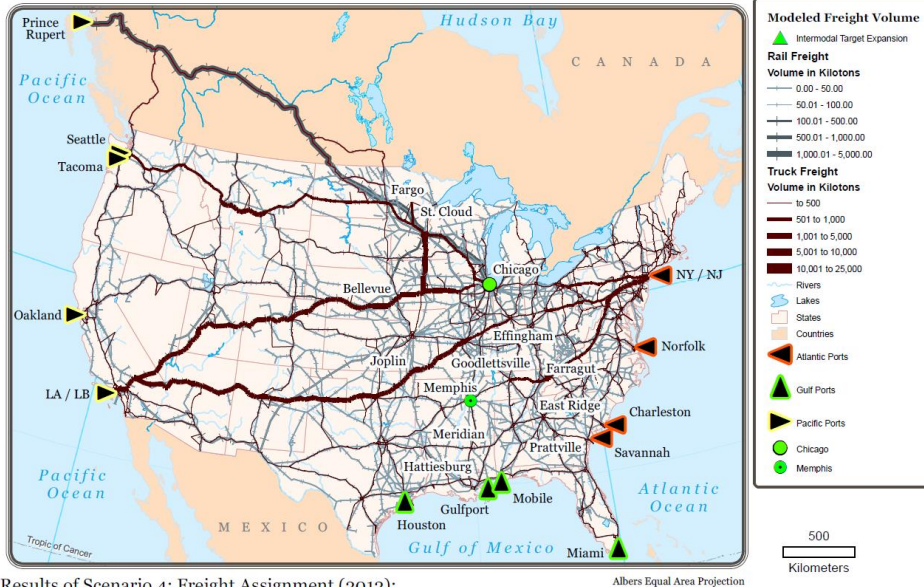 Prince
Rupert
Hudson Bay
C A N A D A
Pacific
Ocean
Seattle
Tacoma
Fargo
St. Cloud
Chicago
NY / NJ
Bellevue
Oakland
Effingham
Norfolk
Joplin
Goodlettsville
Farragut
Memphis
LA / LB
East Ridge
Charleston
Meridian
Prattville
Savannah
Hattiesburg
Pacific
Ocean
Atlantic
Ocean
Gulfport
Mobile
Houston
M E X I C O
Tropic of Cancer
Gulf of Mexico
Miami
Results of Scenario 4: Freight Assignment (2012):
Albers Equal Area Projection
Modeled Freight Volume
Intermodal Target Expansion
Rail Freight
Volume in Kilotons
0.00 - 50.00
50.01 - 100.00
100.01 - 500.00
500.01 - 1,000.00
1,000.01 - 5,000.00
Truck Freight
Volume in Kilotons
to 500
501 to 1,000
1,001 to 5,000
5,001 to 10,000
10,001 to 25,000
Rivers
Lakes
States
Countries
Atlantic Ports
Gulf Ports
Pacific Ports
Chicago
Memphis
500
Kilometers